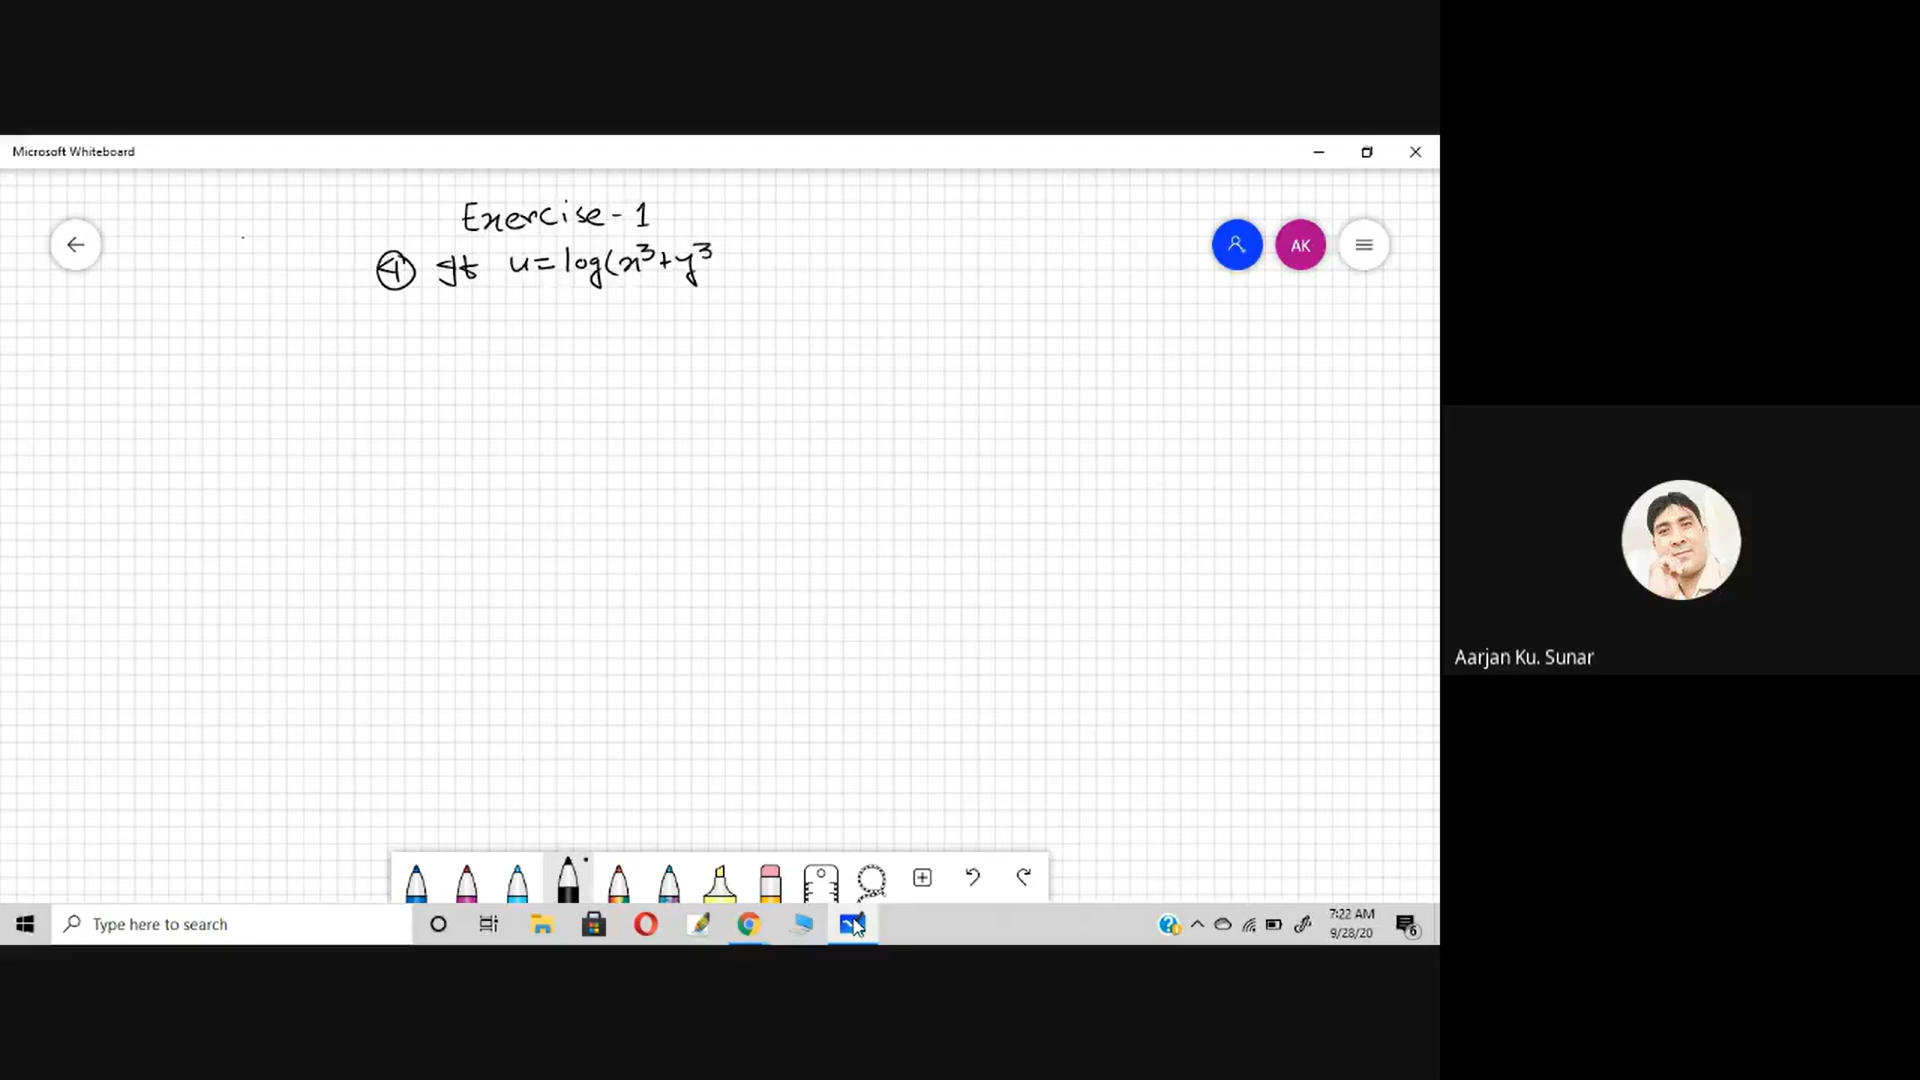 Microsoft Whiteboard
Exercise - 1
④ If u = log(x³+y³
AK
Aarjan Ku. Sunar
Type here to search
7:22 AM
9/28/20
6